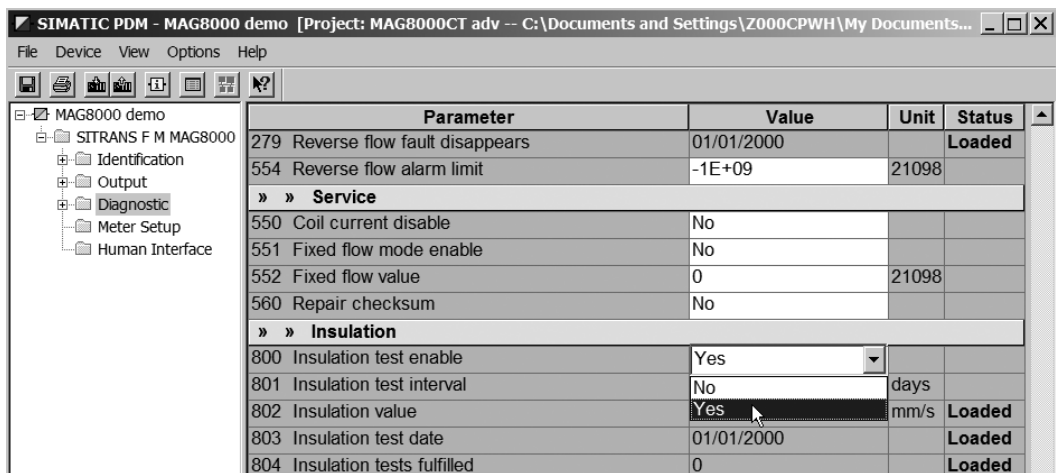 SIMATIC PDM - MAG8000 demo [Project: MAG8000CT adv -- C:\Documents and Settings\Z000CPWH\My Documents...
File Device View Options Help
MAG8000 demo
SITRANS F M MAG8000
Identification
Output
Diagnostic
Meter Setup
Human Interface
Parameter Value Unit Status
279 Reverse flow fault disappears 01/01/2000 Loaded
554 Reverse flow alarm limit -1E+09 21098
» » Service
550 Coil current disable No
551 Fixed flow mode enable No
552 Fixed flow value 0 21098
560 Repair checksum No
» » Insulation
800 Insulation test enable Yes
801 Insulation test interval No days
802 Insulation value Yes mm/s Loaded
803 Insulation test date 01/01/2000 Loaded
804 Insulation tests fulfilled 0 Loaded